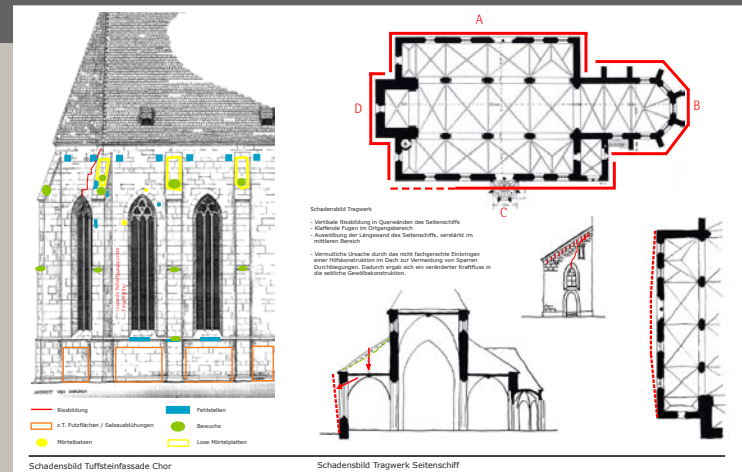 A
D
B
C
Schadensbild Tragwerk
- Vertikale Rissbildung in Querwänden des Seitenschiffs
- Klaffende Fugen im Ortgangbereich
- Auswölbung der Längswand des Seitenschiffs, verstärkt im
mittleren Bereich
- Vermutliche Ursache durch das nicht fachgerechte Einbringen
einer Hilfskonstruktion im Dach zur Vermeidung von Sparren
Durchbiegungen. Dadurch ergab sich ein veränderter Kraftfluss in
die seitliche Gewölbekonstruktion.
Rissbildung
Fehlstellen
z.T. Putzflächen / Salzausblühungen
Bewuchs
Mörtelbatzen
Lose Mörtelplatten
Schadensbild Tuffsteinfassade Chor
Schadensbild Tragwerk Seitenschiff